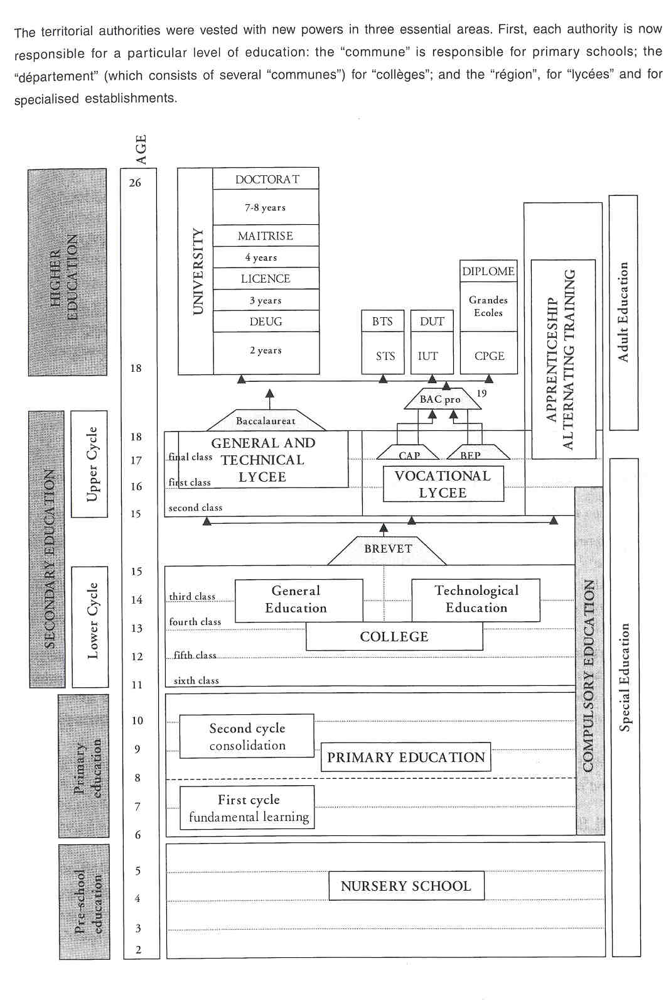 The territorial authorities were vested with new powers in three essential areas. First, each authority is now
responsible for a particular level of education: the “commune” is responsible for primary schools; the
“département” (which consists of several “communes”) for “collèges”; and the “région”, for “lycées” and for
specialised establishments.
AGE
HIGHER
EDUCATION
26
18
UNIVERSITY
DOCTORAT
7-8 years
MAITRISE
4 years
LICENCE
3 years
DEUG
2 years
BTS
STS
DUT
IUT
DIPLOME
Grandes
Ecoles
CPGE
APPRENTICESHIP
ALTERNATING TRAINING
Adult Education
BAC pro
19
Baccalaureat
SECONDARY EDUCATION
Upper Cycle
18
17
16
15
GENERAL AND
final class TECHNICAL
LYCEE
first class
second class
CAP
BEP
VOCATIONAL
LYCEE
BREVET
Lower Cycle
15
14
13
12
11
third class
fourth class
fifth class
sixth class
General
Education
Technological
Education
COLLEGE
COMPULSORY EDUCATION
Special Education
Primary
education
10
9
8
7
6
Second cycle
consolidation
PRIMARY EDUCATION
First cycle
fundamental learning
Pre-school
education
5
4
3
2
NURSERY SCHOOL